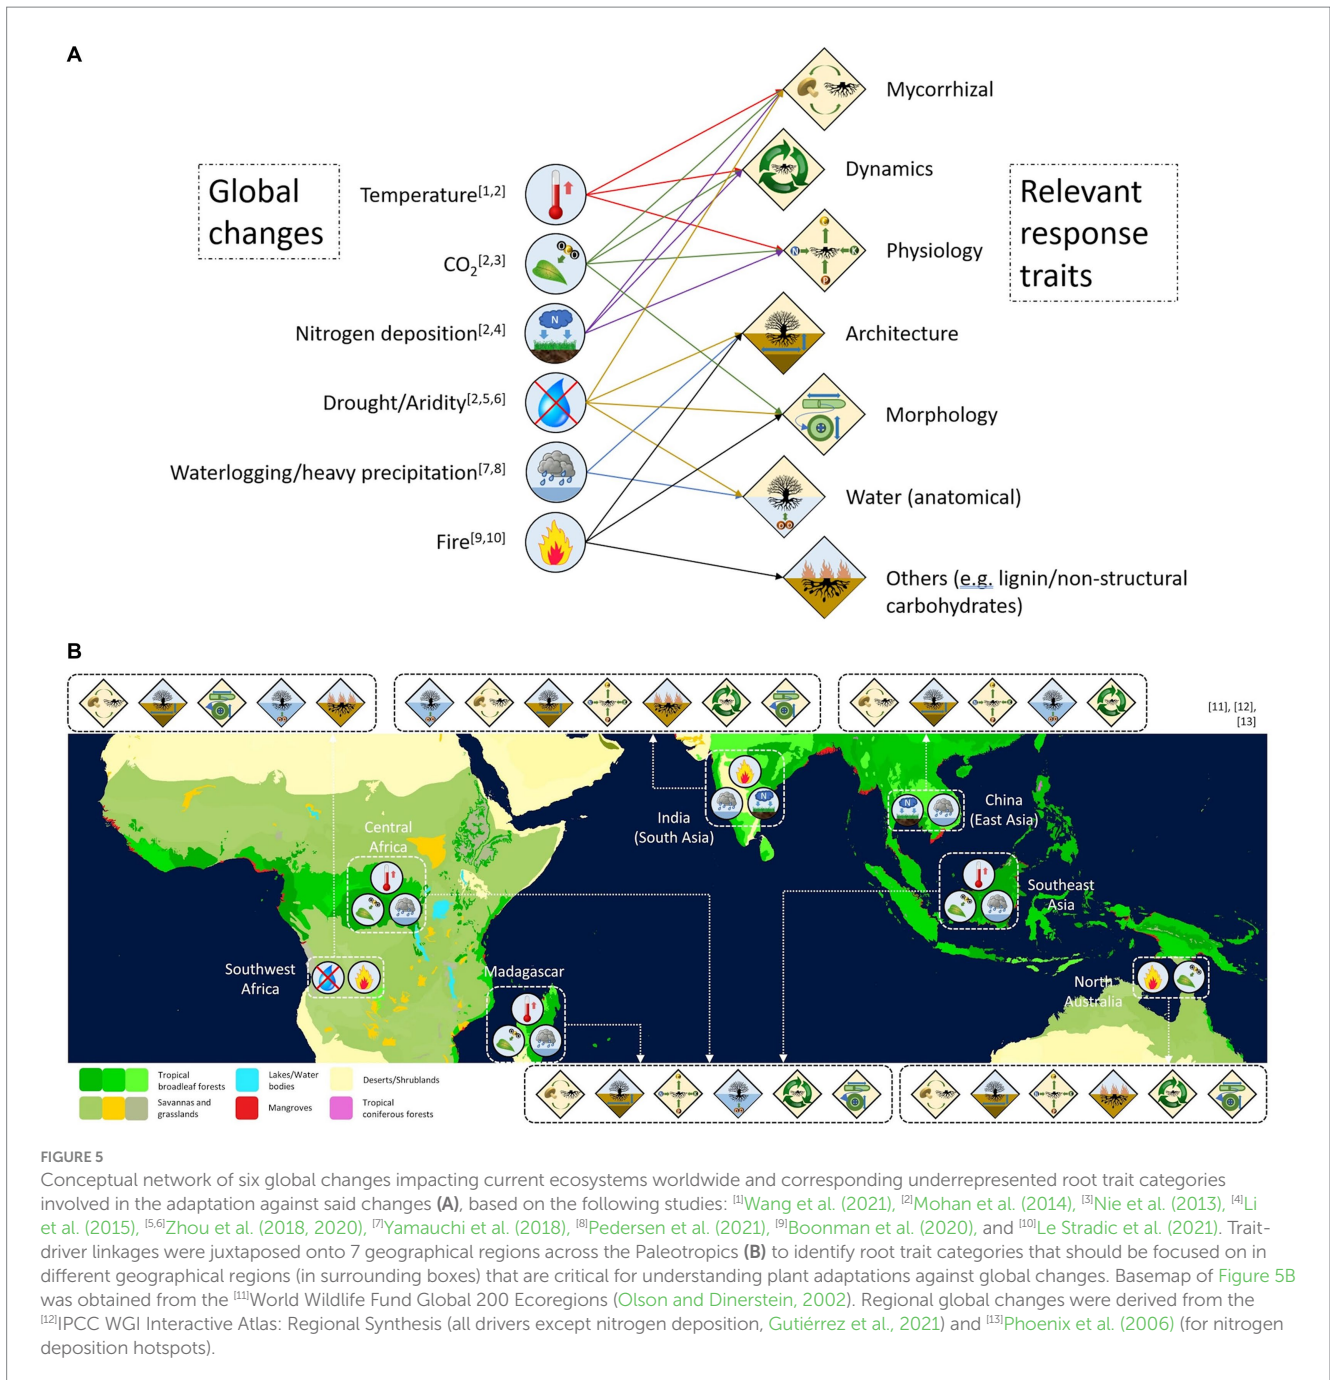 A
Global
changes
Temperature[1,2]
CO2[2,3]
Nitrogen deposition[2,4]
Drought/Aridity[2,5,6]
Waterlogging/heavy precipitation[7,8]
Fire[9,10]
N
Mycorrhizal
Dynamics
Physiology
Architecture
Morphology
Water (anatomical)
Others (e.g. lignin/non-structural
carbohydrates)
Relevant
response
traits
B
[11], [12],
[13]
Central
Africa
Southwest
Africa
Madagascar
India
(South Asia)
China
(East Asia)
Southeast
Asia
North
Australia
Tropical
broadleaf forests
Savannas and
grasslands
Lakes/Water
bodies
Mangroves
Deserts/Shrublands
Tropical
coniferous forests
FIGURE 5
Conceptual network of six global changes impacting current ecosystems worldwide and corresponding underrepresented root trait categories
involved in the adaptation against said changes (A), based on the following studies: [1]Wang et al. (2021), [2]Mohan et al. (2014), [3]Nie et al. (2013), [4]Li
et al. (2015), [5,6]Zhou et al. (2018, 2020), [7]Yamauchi et al. (2018), [8]Pedersen et al. (2021), [9]Boonman et al. (2020), and [10]Le Stradic et al. (2021). Trait-
driver linkages were juxtaposed onto 7 geographical regions across the Paleotropics (B) to identify root trait categories that should be focused on in
different geographical regions (in surrounding boxes) that are critical for understanding plant adaptations against global changes. Basemap of Figure 5B
was obtained from the [11]World Wildlife Fund Global 200 Ecoregions (Olson and Dinerstein, 2002). Regional global changes were derived from the
[12]IPCC WGI Interactive Atlas: Regional Synthesis (all drivers except nitrogen deposition, Gutiérrez et al., 2021) and [13]Phoenix et al. (2006) (for nitrogen
deposition hotspots).